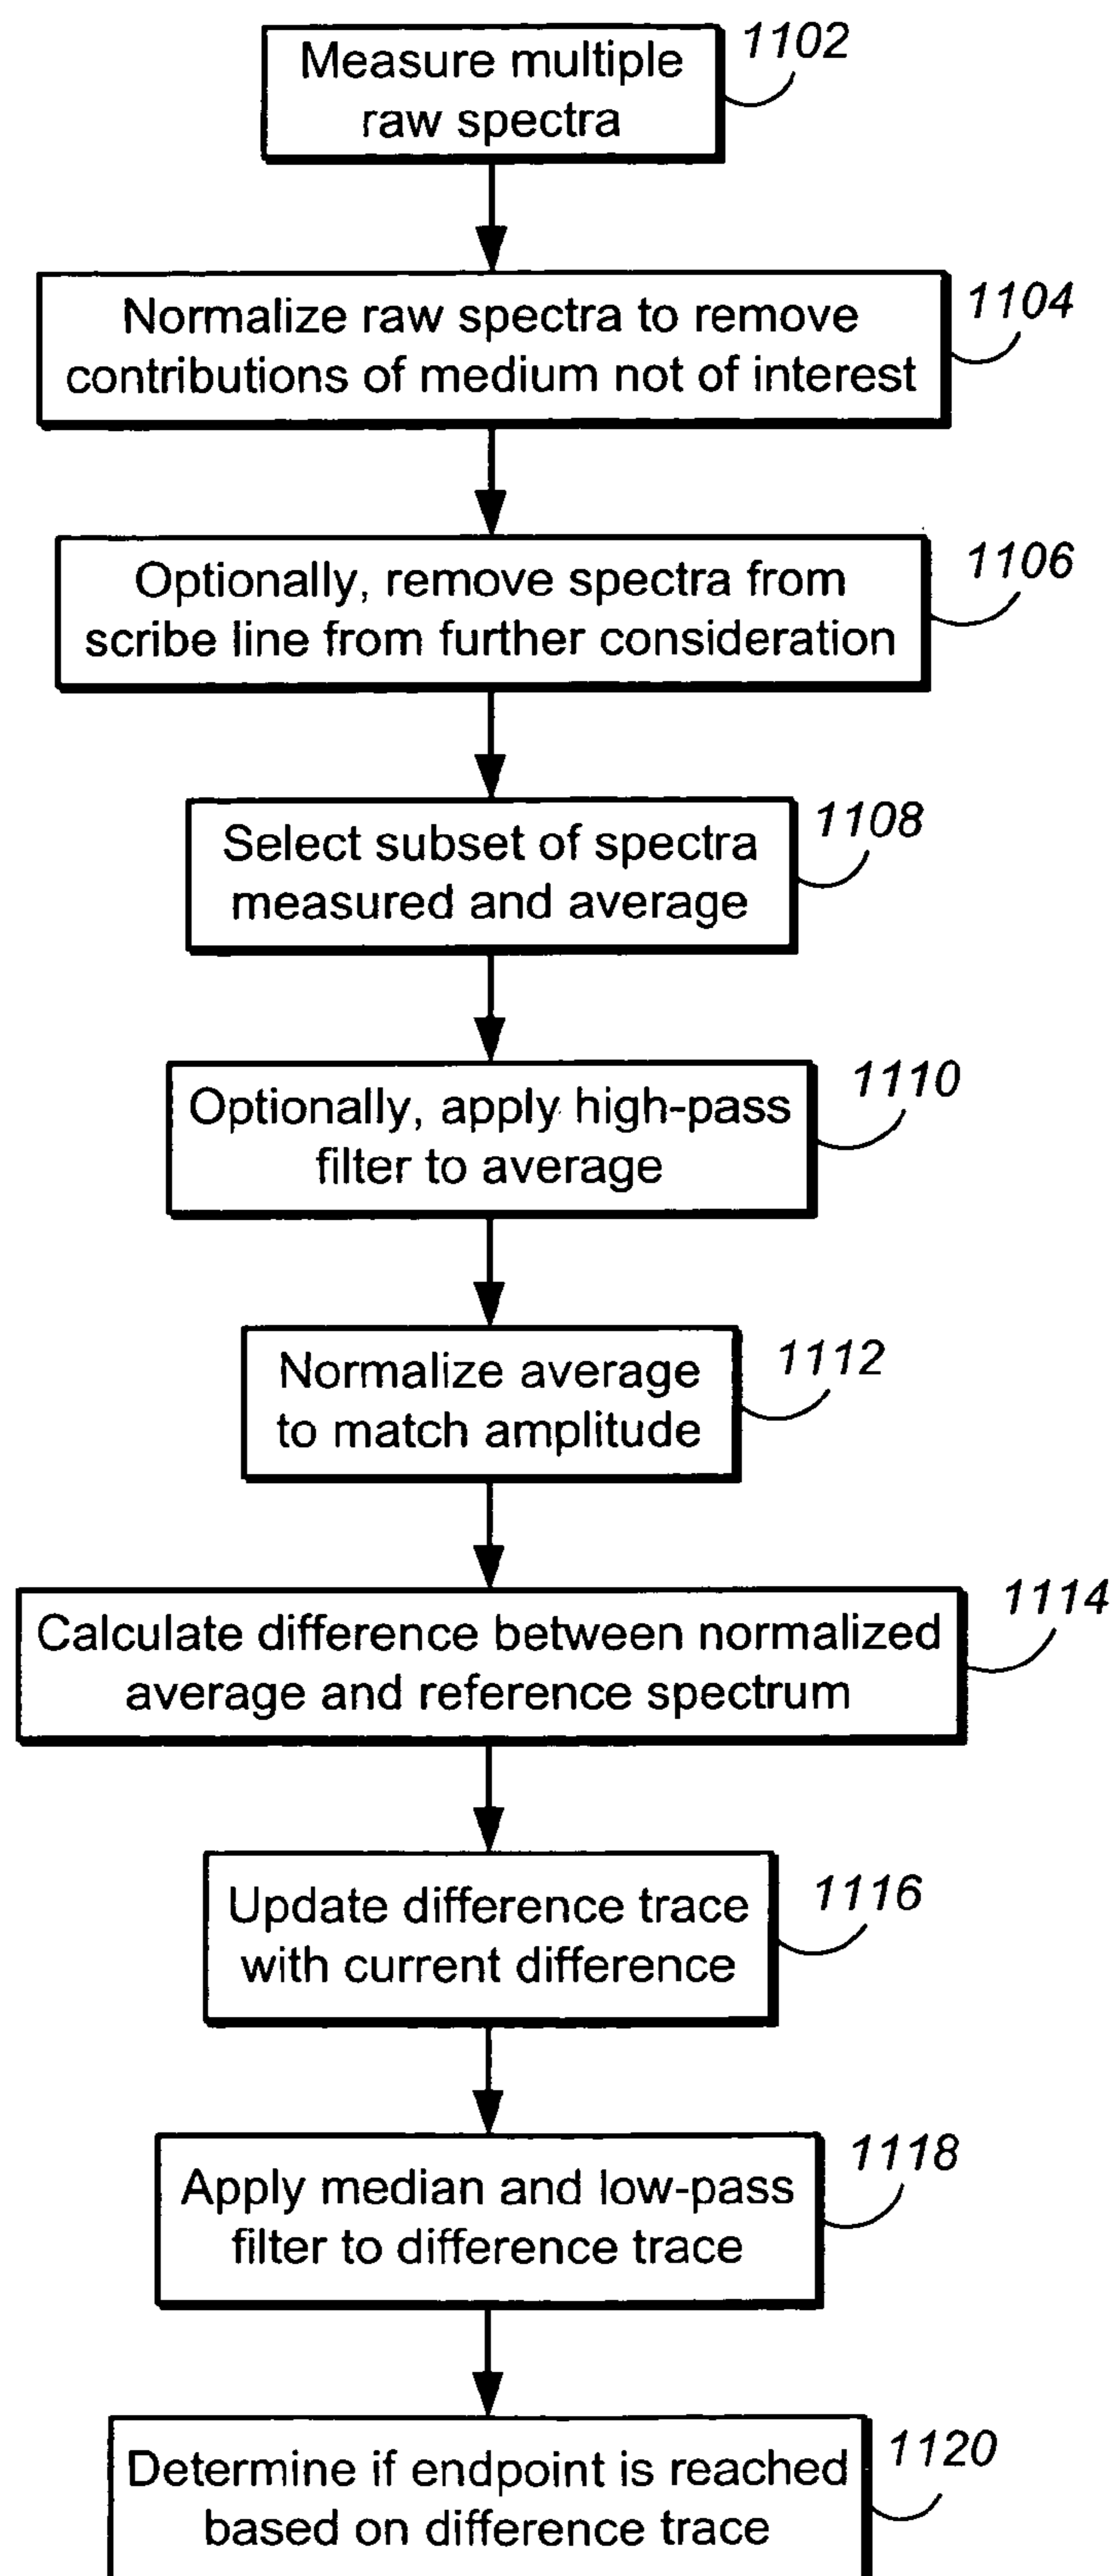 Measure multiple
raw spectra
1102
Normalize raw spectra to remove
contributions of medium not of interest
1104
Optionally, remove spectra from
scribe line from further consideration
1106
Select subset of spectra
measured and average
1108
Optionally, apply high-pass
filter to average
1110
Normalize average
to match amplitude
1112
Calculate difference between normalized
average and reference spectrum
1114
Update difference trace
with current difference
1116
Apply median and low-pass
filter to difference trace
1118
Determine if endpoint is reached
based on difference trace
1120